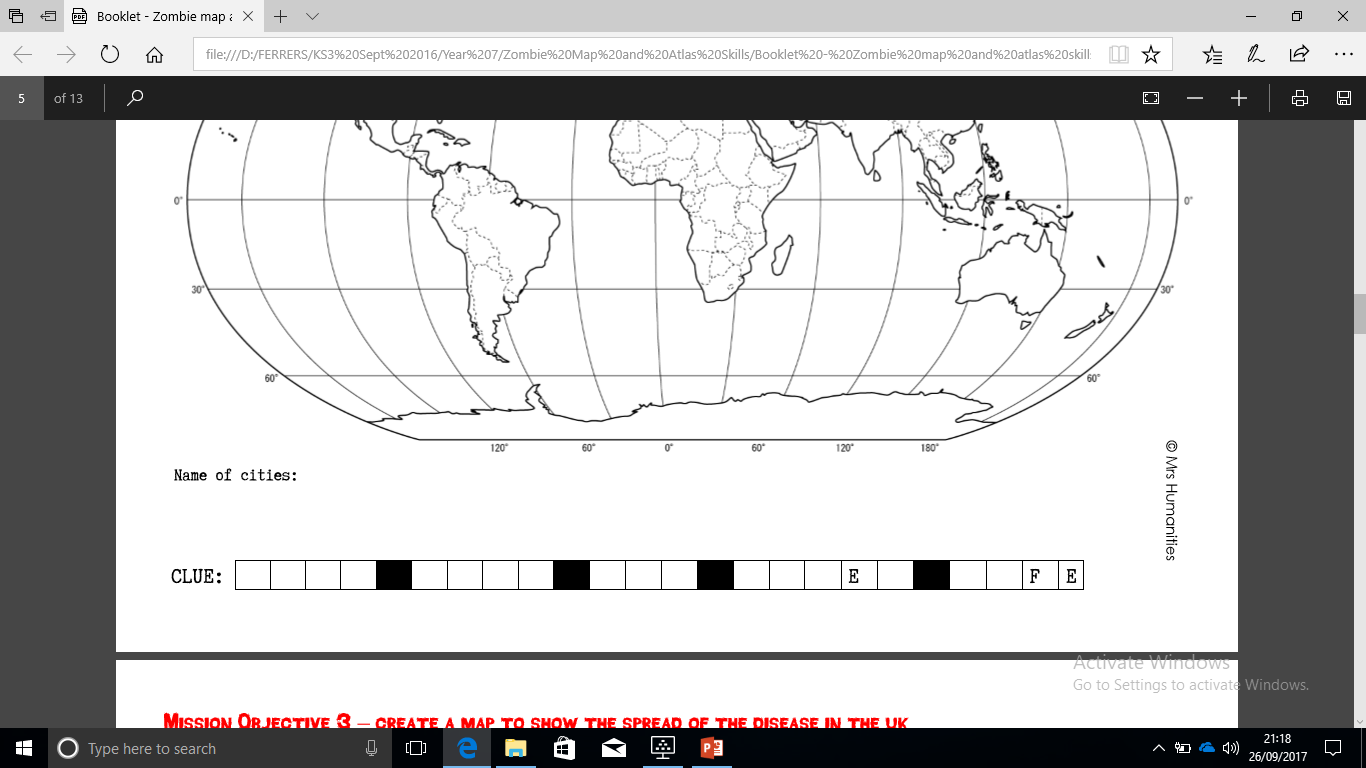 Booklet - Zombie map a
file:///D:/FERRERS/KS3%20Sept%202016/Year%207/Zombie%20Map%20and%20Atlas%20Skills/Booklet%20-%20Zombie%20map%20and%20atlas%20skill
5 of 13
0° 0°
30° 30°
60° 60°
120° 60° 0° 60° 120° 180°
© Mrs Humanities
Name of cities:
CLUE: E F E
Activate Windows
Go to Settings to activate Windows.
MISSION OBJECTIVE 3 – CREATE A MAP TO SHOW THE SPREAD OF THE DISEASE IN THE UK
Type here to search
21:18
26/09/2017